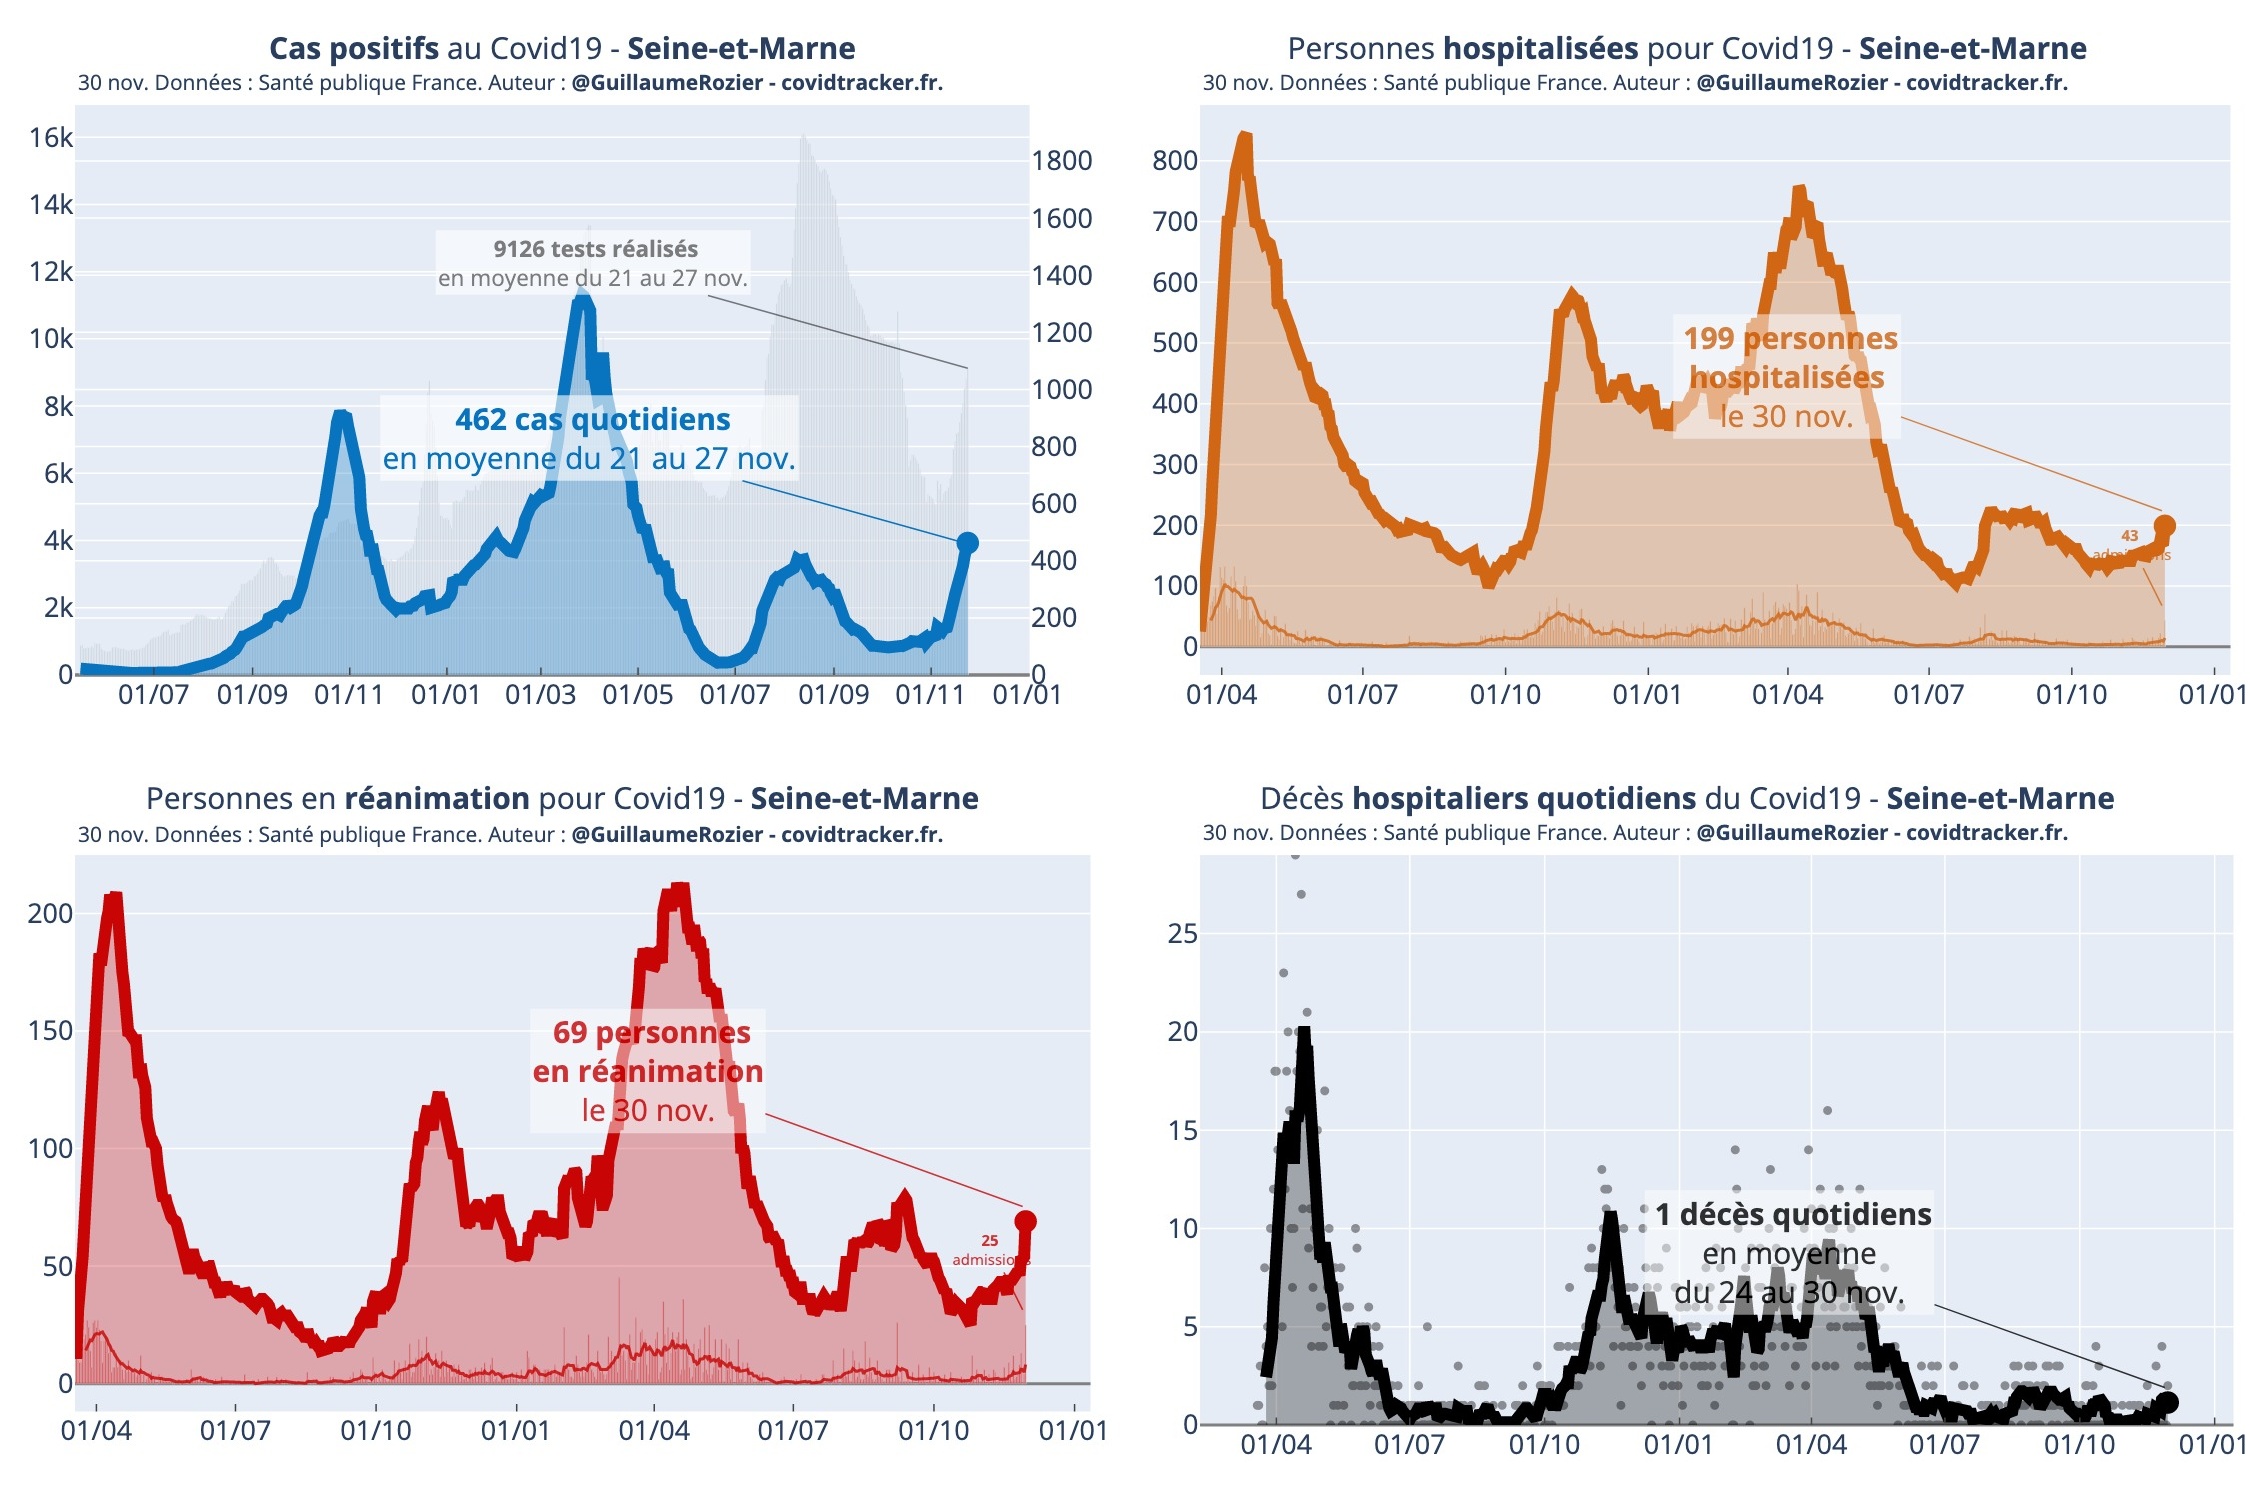 Cas positifs au Covid19 - Seine-et-Marne
30 nov. Données : Santé publique France. Auteur : @GuillaumeRozier - covidtracker.fr.
16k
14k
12k
10k
8k
6k
4k
2k
0
1800
1600
1400
1200
1000
800
600
400
200
0
9126 tests réalisés
en moyenne du 21 au 27 nov.
462 cas quotidiens
en moyenne du 21 au 27 nov.
01/07 01/09 01/11 01/01 01/03 01/05 01/07 01/09 01/11 01/01
Personnes hospitalisées pour Covid19 - Seine-et-Marne
30 nov. Données : Santé publique France. Auteur : @GuillaumeRozier - covidtracker.fr.
800
700
600
500
400
300
200
100
0
199 personnes
hospitalisées
le 30 nov.
43
admissions
01/04 01/07 01/10 01/01 01/04 01/07 01/10 01/01
Personnes en réanimation pour Covid19 - Seine-et-Marne
30 nov. Données : Santé publique France. Auteur : @GuillaumeRozier - covidtracker.fr.
200
150
100
50
0
69 personnes
en réanimation
le 30 nov.
25
admissions
01/04 01/07 01/10 01/01 01/04 01/07 01/10 01/01
Décès hospitaliers quotidiens du Covid19 - Seine-et-Marne
30 nov. Données : Santé publique France. Auteur : @GuillaumeRozier - covidtracker.fr.
25
20
15
10
5
0
1 décès quotidiens
en moyenne
du 24 au 30 nov.
01/04 01/07 01/10 01/01 01/04 01/07 01/10 01/01